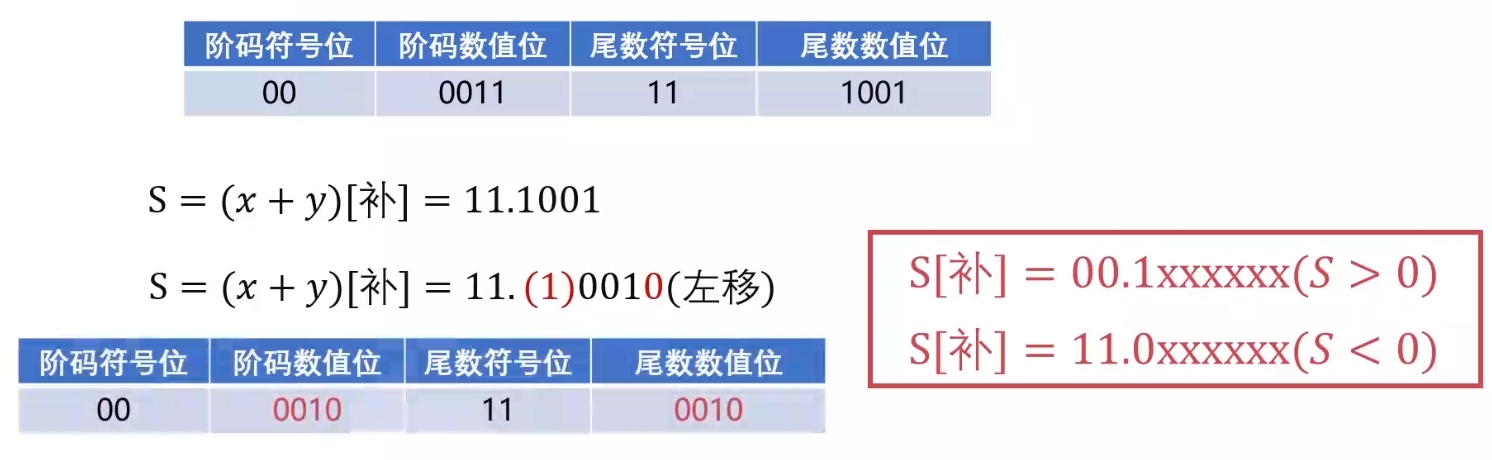 阶码符号位 阶码数值位 尾数符号位 尾数数值位
00 0011 11 1001
S = (x + y)[补] = 11.1001
S = (x + y)[补] = 11. (1)0010(左移)
S[补] = 00.1xxxxxx(S > 0)
S[补] = 11.0xxxxxx(S < 0)
阶码符号位 阶码数值位 尾数符号位 尾数数值位
00 0010 11 0010